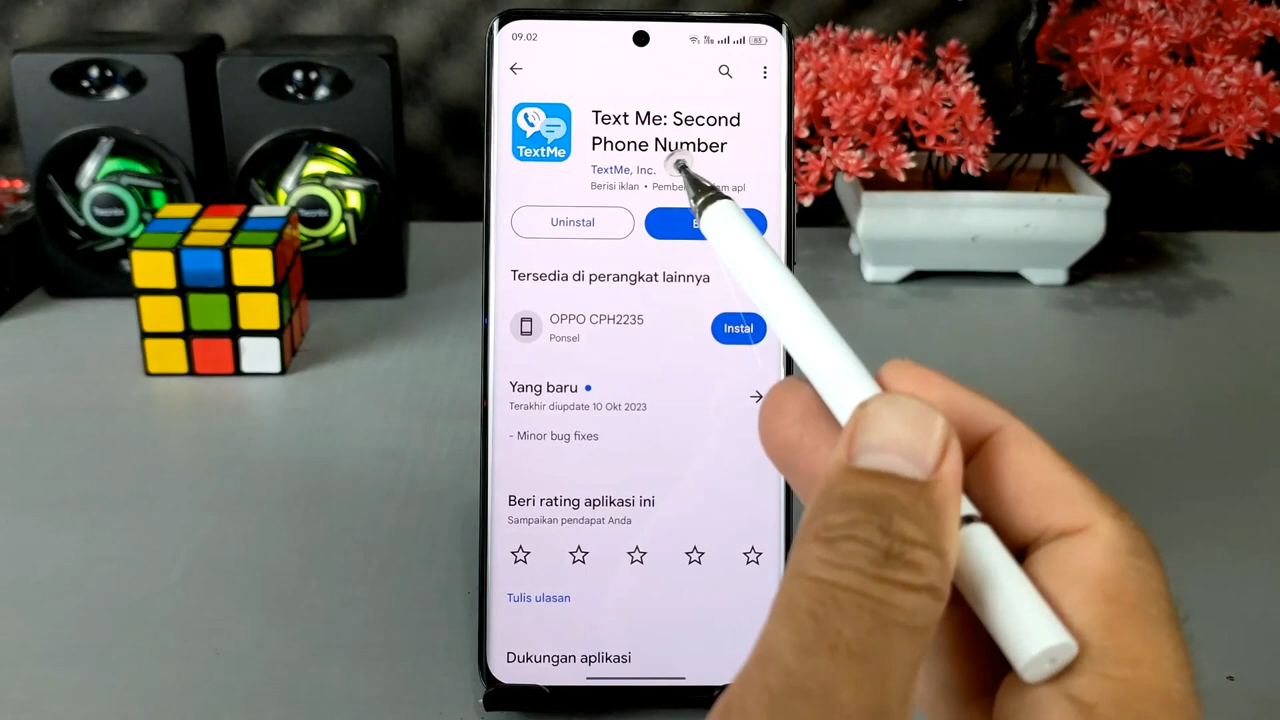 09.02
85
TextMe
Text Me: Second
Phone Number
TextMe, Inc.
Berisi iklan •
Uninstal
Tersedia di perangkat lainnya
OPPO CPH2235
Ponsel
Instal
Yang baru
Terakhir diupdate 10 Okt 2023
- Minor bug fixes
Beri rating aplikasi ini
Sampaikan pendapat Anda
Tulis ulasan
Dukungan aplikasi